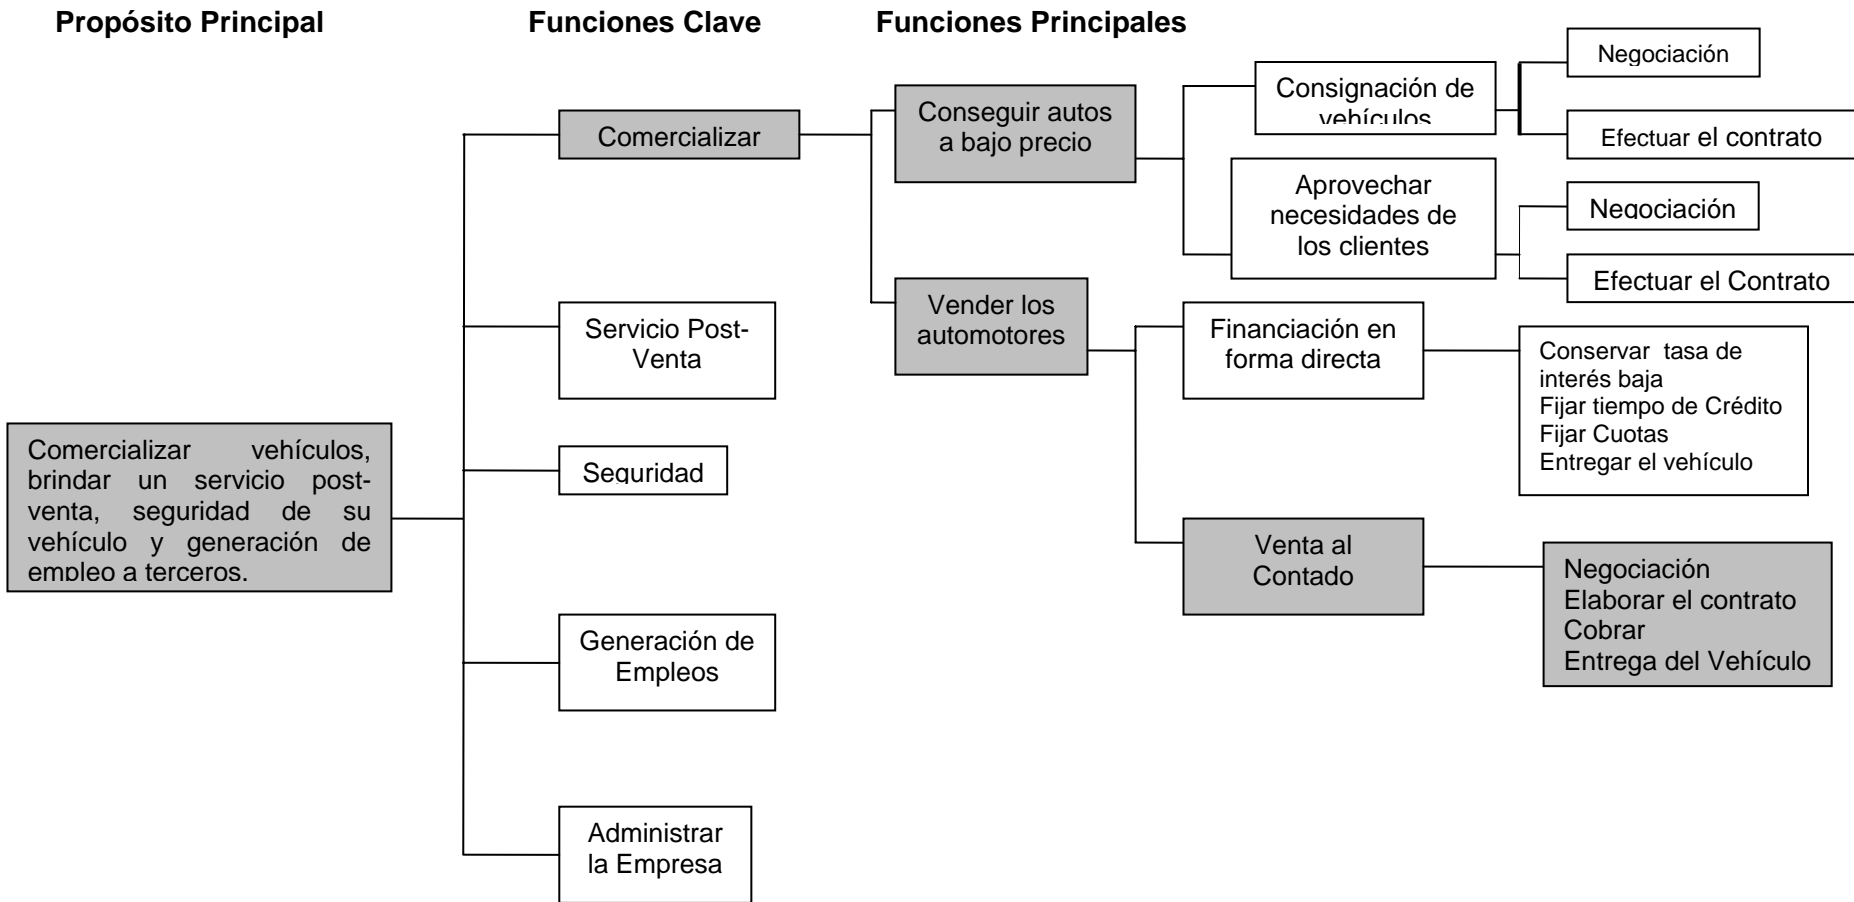 Propósito Principal
Funciones Clave
Funciones Principales
Comercializar vehículos,
brindar un servicio post-
venta, seguridad de su
vehículo y generación de
empleo a terceros.
Comercializar
Servicio Post-
Venta
Seguridad
Generación de
Empleos
Administrar
la Empresa
Conseguir autos
a bajo precio
Vender los
automotores
Consignación de
vehículos
Aprovechar
necesidades de
los clientes
Financiación en
forma directa
Venta al
Contado
Negociación
Efectuar el contrato
Negociación
Efectuar el Contrato
Conservar tasa de
interés baja
Fijar tiempo de Crédito
Fijar Cuotas
Entregar el vehículo
Negociación
Elaborar el contrato
Cobrar
Entrega del Vehículo